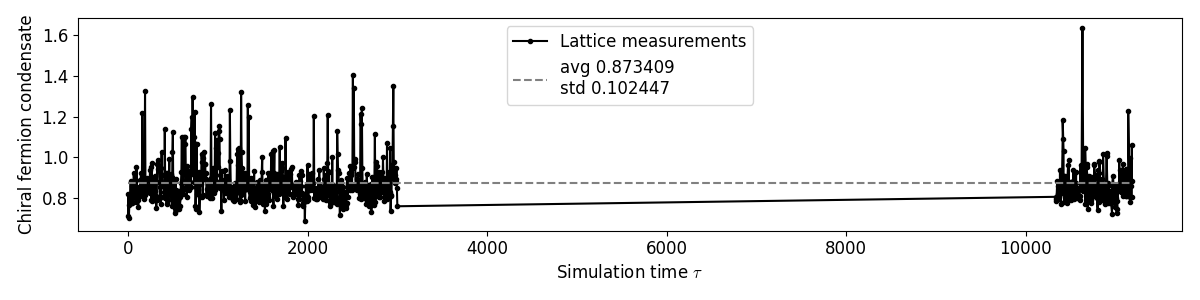 Chiral fermion condensate
1.6
1.4
1.2
1.0
0.8
Lattice measurements
avg 0.873409
std 0.102447
0
2000
4000
6000
8000
10000
Simulation time τ